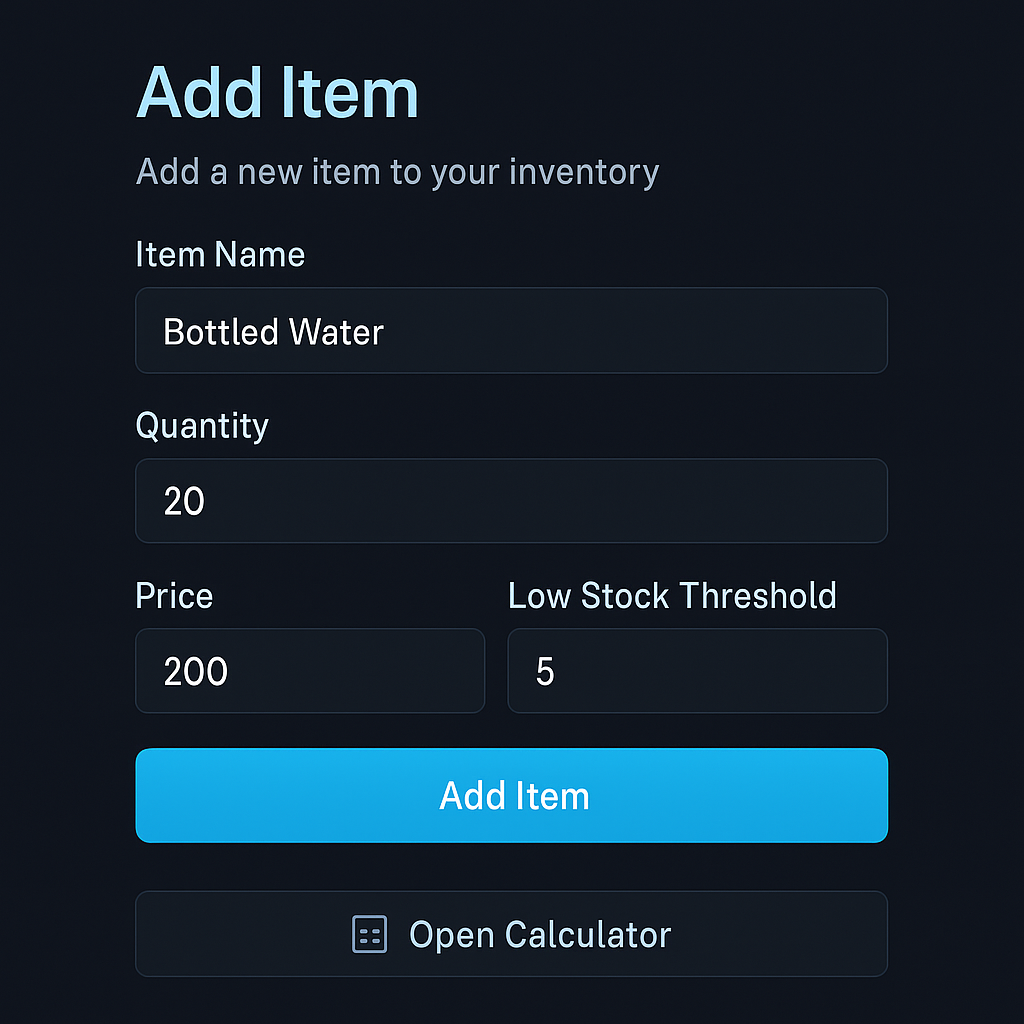 Add Item
Add a new item to your inventory
Item Name
Bottled Water
Quantity
20
Price
Low Stock Threshold
200
5
Add Item
Open Calculator